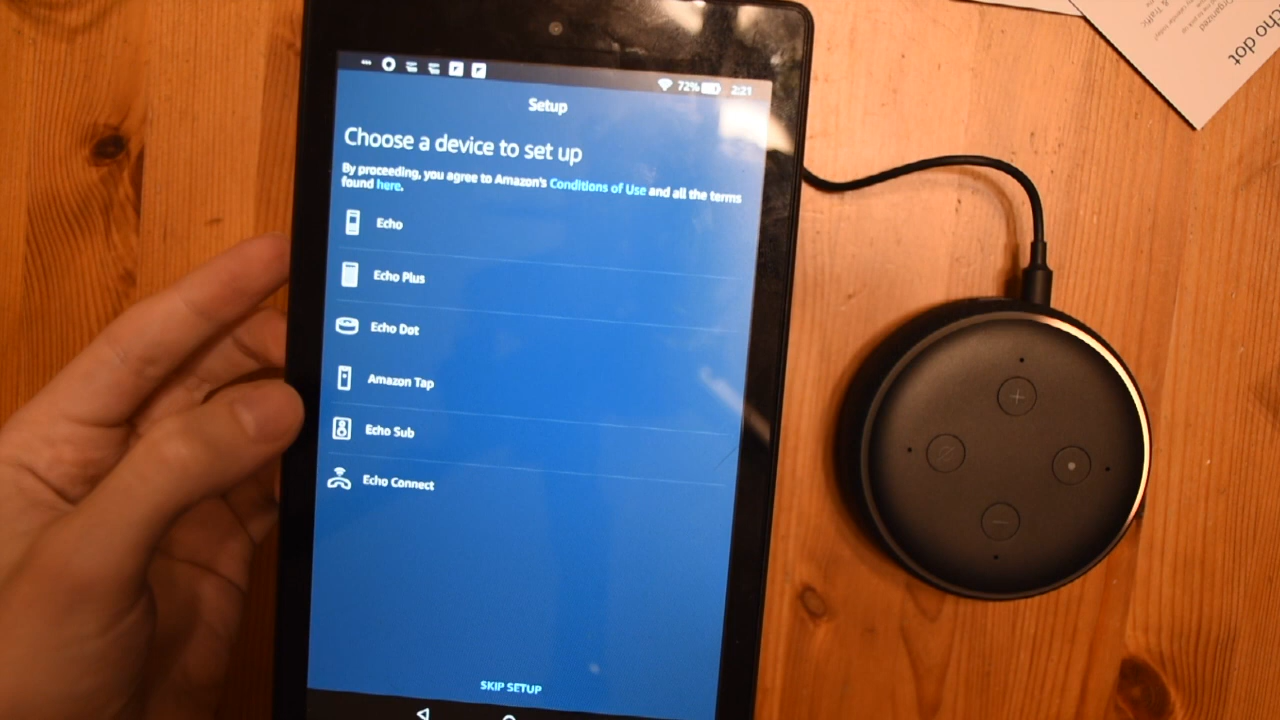 72% 2:21
Setup
Choose a device to set up
By proceeding, you agree to Amazon's Conditions of Use and all the terms
found here.
Echo
Echo Plus
Echo Dot
Amazon Tap
Echo Sub
Echo Connect
SKIP SETUP
echo dot
Organized
& Traffic